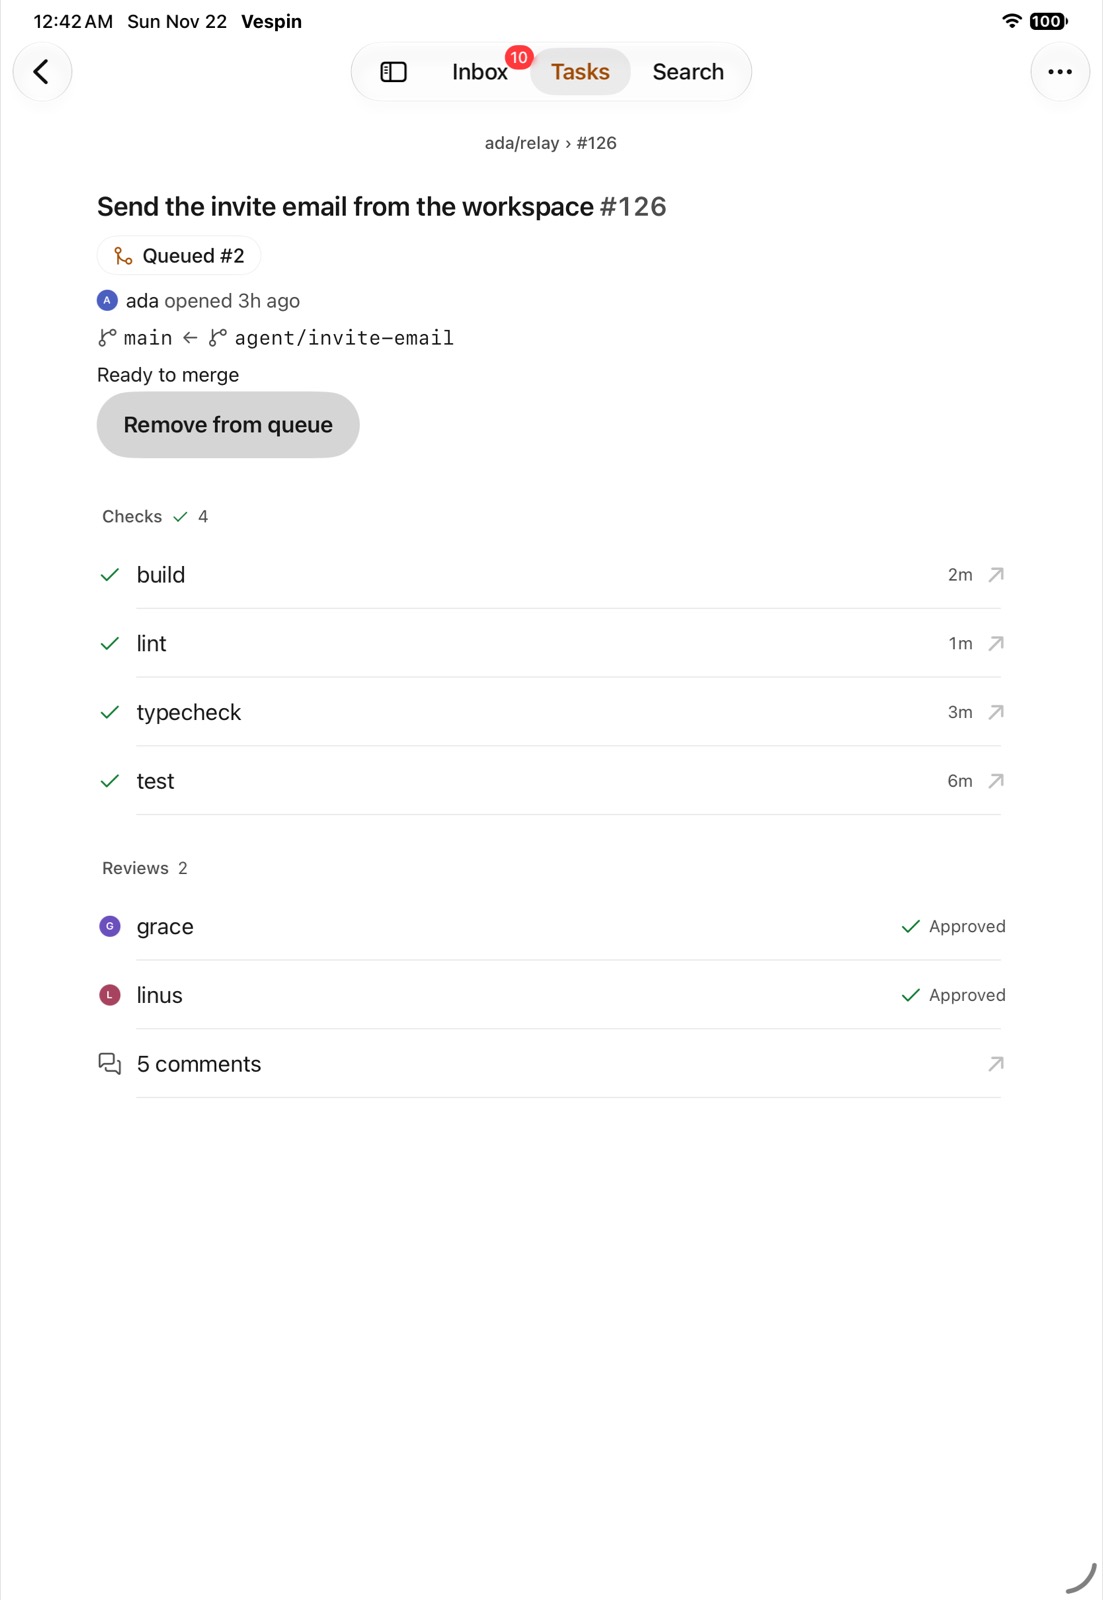 12:42 AM Sun Nov 22 Vespin
100
Inbox 10 Tasks Search
ada/relay › #126
Send the invite email from the workspace #126
Queued #2
A ada opened 3h ago
main ← agent/invite-email
Ready to merge
Remove from queue
Checks 4
build 2m
lint 1m
typecheck 3m
test 6m
Reviews 2
G grace Approved
L linus Approved
5 comments